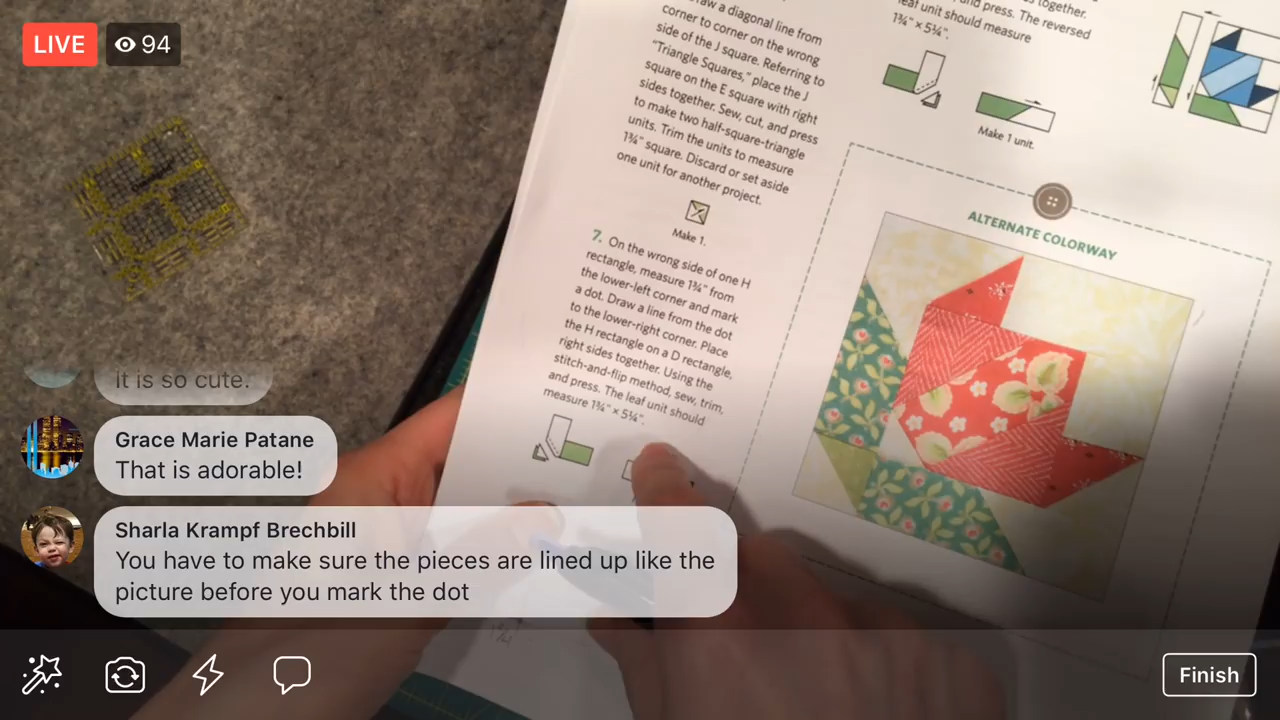 LIVE
94
raw a diagonal line from
corner to corner on the wrong
side of the J square. Referring to
"Triangle Squares," place the J
square on the E square with right
sides together. Sew, cut, and press
to make two half-square-triangle
units. Trim the units to measure
1¾" square. Discard or set aside
one unit for another project.
Make 1.
7. On the wrong side of one H
rectangle, measure 1¾" from
the lower-left corner and mark
a dot. Draw a line from the dot
to the lower-right corner. Place
the H rectangle on a D rectangle,
right sides together. Using the
stitch-and-flip method, sew, trim,
and press. The leaf unit should
measure 1¾" × 5¼".
together.
and press. The reversed
leaf unit should measure
1¾" × 5¼".
Make 1 unit.
ALTERNATE COLORWAY
it is so cute.
Grace Marie Patane
That is adorable!
Sharla Krampf Brechbill
You have to make sure the pieces are lined up like the
picture before you mark the dot
Finish